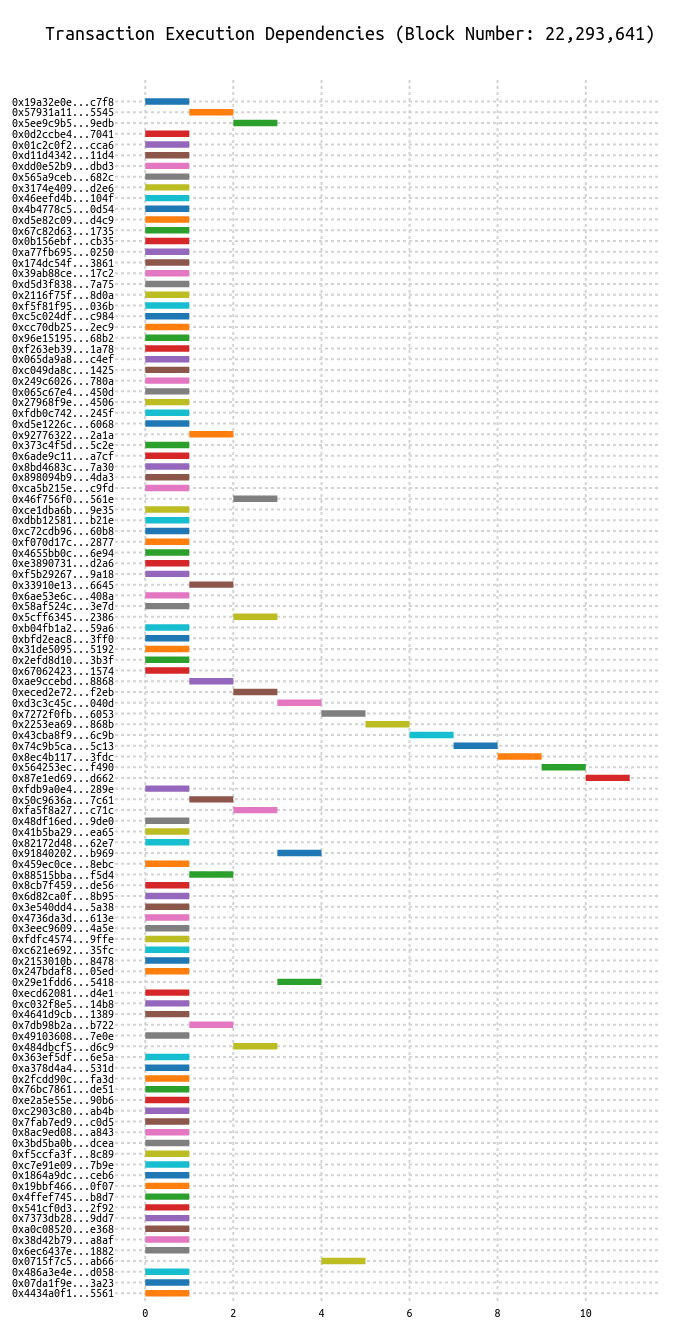 Transaction Execution Dependencies (Block Number: 22,293,641)
0x19a32e0e...c7f8
0x57931a11...5545
0x5ee9c9b5...9edb
0x0d2ccbe4...7041
0x01c2c0f2...cca6
0xd11d4342...11d4
0xdd0e52b9...dbd3
0x565a9ceb...682c
0x3174e409...d2e6
0x46eefd4b...104f
0x4b4778c5...0d54
0xd5e82c09...d4c9
0x67c82d63...1735
0x0b156ebf...cb35
0xa77fb695...0250
0x174dc54f...3861
0x39ab88ce...17c2
0xd5d3f838...7a75
0x2116f75f...8d0a
0xf5f81f95...036b
0xc5c024df...c984
0xcc70db25...2ec9
0x96e15195...68b2
0xf263eb39...1a78
0x065da9a8...c4ef
0xc049da8c...1425
0x249c6026...780a
0x065c67e4...450d
0x27968f9e...4506
0xfdb0c742...245f
0xd5e1226c...6068
0x92776322...2a1a
0x373c4f5d...5c2e
0x6ade9c11...a7cf
0x8bd4683c...7a30
0x898094b9...4da3
0xca5b215e...c9fd
0x46f756f0...561e
0xce1dba6b...9e35
0xdbb12581...b21e
0xc72cdb96...60b8
0xf070d17c...2877
0x4655bb0c...6e94
0xe3890731...d2a6
0xf5b29267...9a18
0x33910e13...6645
0x6ae53e6c...408a
0x58af524c...3e7d
0x5cff6345...2386
0xb04fb1a2...59a6
0xbfd2eac8...3ff0
0x31de5095...5192
0x2efd8d10...3b3f
0x67062423...1574
0xae9ccebd...8868
0xeced2e72...f2eb
0xd3c3c45c...040d
0x7272f0fb...6053
0x2253ea69...868b
0x43cba8f9...6c9b
0x74c9b5ca...5c13
0x8ec4b117...3fdc
0x564253ec...f490
0x87e1ed69...d662
0xfdb9a0e4...289e
0x50c9636a...7c61
0xfa5f8a27...c71c
0x48df16ed...9de0
0x41b5ba29...ea65
0x82172d48...62e7
0x91840202...b969
0x459ec0ce...8ebc
0x88515bba...f5d4
0x8cb7f459...de56
0x6d82ca0f...8b95
0x3e540dd4...5a38
0x4736da3d...613e
0x3eec9609...4a5e
0xfdfc4574...9ffe
0xc621e692...35fc
0x2153010b...8478
0x247bdaf8...05ed
0x29e1fdd6...5418
0xecd62081...d4e1
0xc032f8e5...14b8
0x4641d9cb...1389
0x7db98b2a...b722
0x49103608...7e0e
0x484dbcf5...d6c9
0x363ef5df...6e5a
0xa378d4a4...531d
0x2fcdd90c...fa3d
0x76bc7861...de51
0xe2a5e55e...90b6
0xc2903c80...ab4b
0x7fab7ed9...c0d5
0x8ac9ed08...a843
0x3bd5ba0b...dcea
0xf5ccfa3f...8c89
0xc7e91e09...7b9e
0x1864a9dc...ceb6
0x19bbf466...0f07
0x4ffef745...b8d7
0x541cf0d3...2f92
0x7373db28...9dd7
0xa0c08520...e368
0x38d42b79...a8af
0x6ec6437e...1882
0x0715f7c5...ab66
0x486a3e4e...d058
0x07da1f9e...3a23
0x4434a0f1...5561
0 2 4 6 8 10